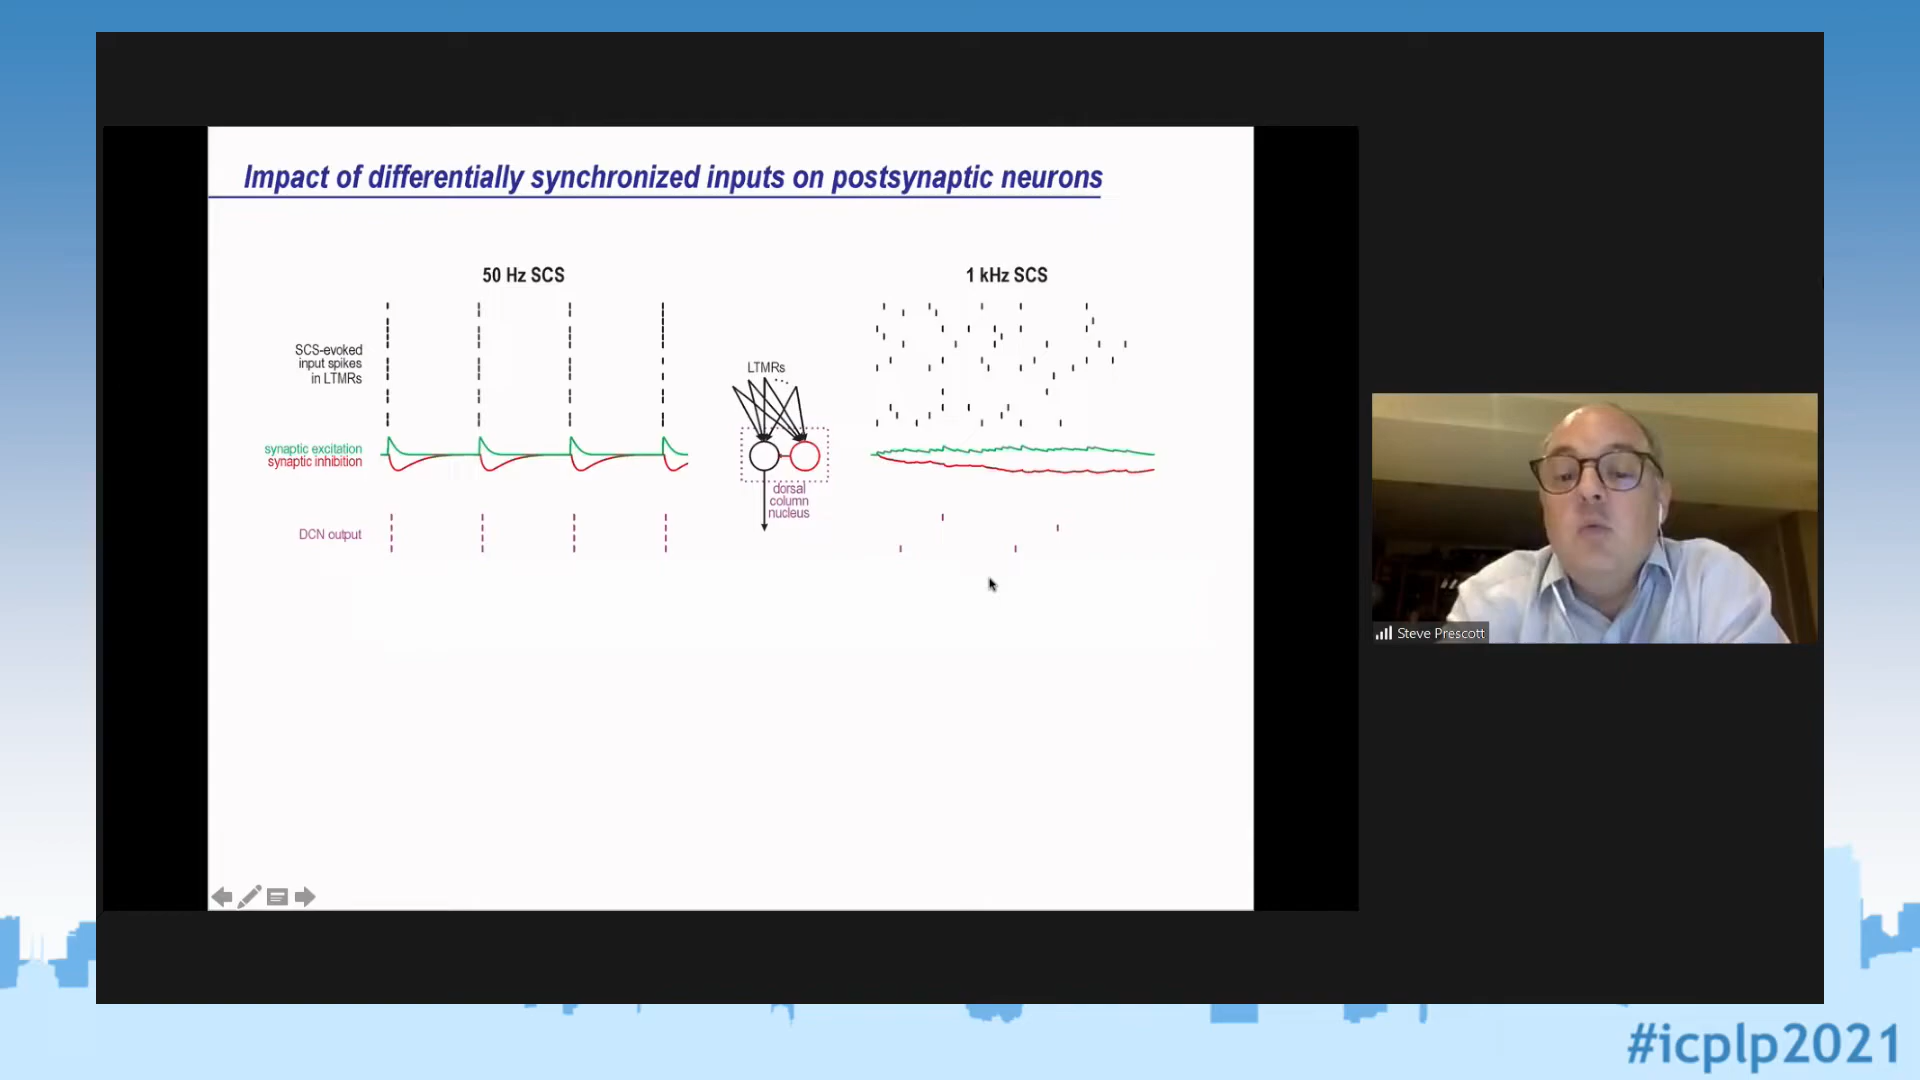 Impact of differentially synchronized inputs on postsynaptic neurons
50 Hz SCS
1 kHz SCS
SCS-evoked
input spikes
in LTMRs
LTMRs
synaptic excitation
synaptic inhibition
dorsal
column
nucleus
DCN output
Steve Prescott
#icplp2021